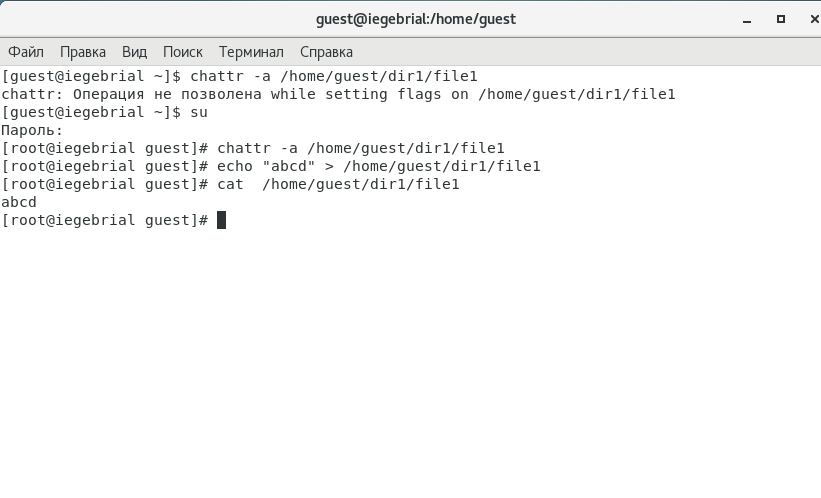 guest@iegebrial:/home/guest
Файл Правка Вид Поиск Терминал Справка
[guest@iegebrial ~]$ chattr -a /home/guest/dir1/file1
chattr: Операция не позволена while setting flags on /home/guest/dir1/file1
[guest@iegebrial ~]$ su
Пароль:
[root@iegebrial guest]# chattr -a /home/guest/dir1/file1
[root@iegebrial guest]# echo "abcd" > /home/guest/dir1/file1
[root@iegebrial guest]# cat  /home/guest/dir1/file1
abcd
[root@iegebrial guest]#